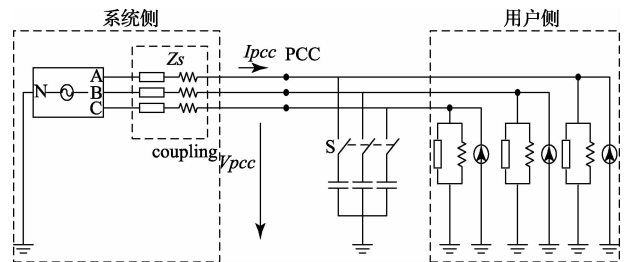 系统侧
用户侧
Zs
Ipcc PCC
A
N
B
C
S
coupling
Vpcc